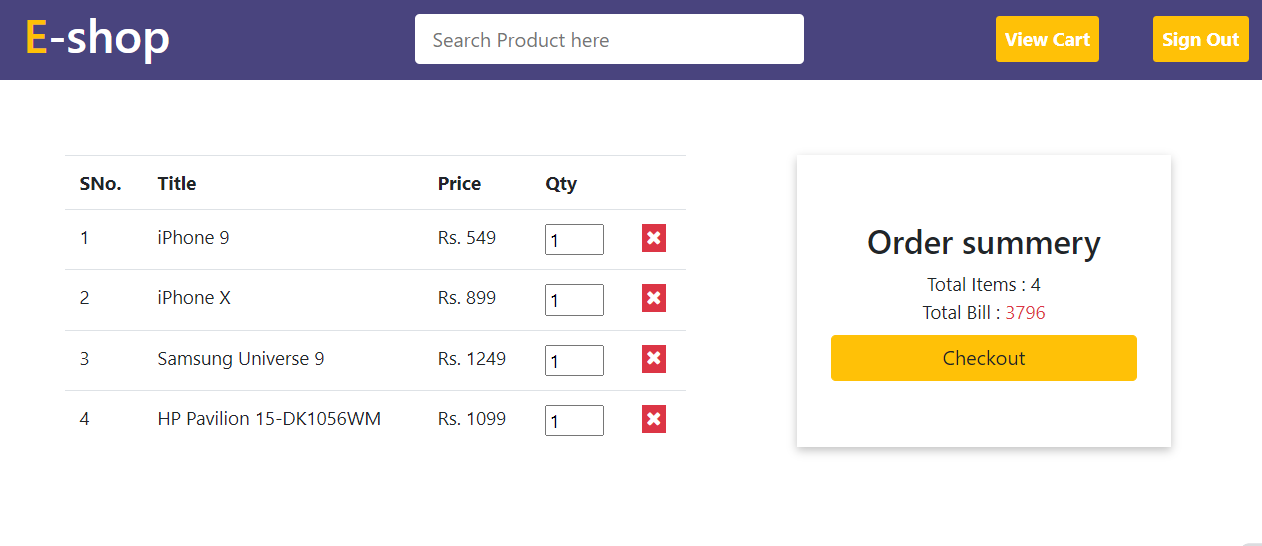 E-shop
Search Product here
View Cart
Sign Out
SNo. Title Price Qty
1 iPhone 9 Rs. 549 1
2 iPhone X Rs. 899 1
3 Samsung Universe 9 Rs. 1249 1
4 HP Pavilion 15-DK1056WM Rs. 1099 1
Order summery
Total Items : 4
Total Bill : 3796
Checkout